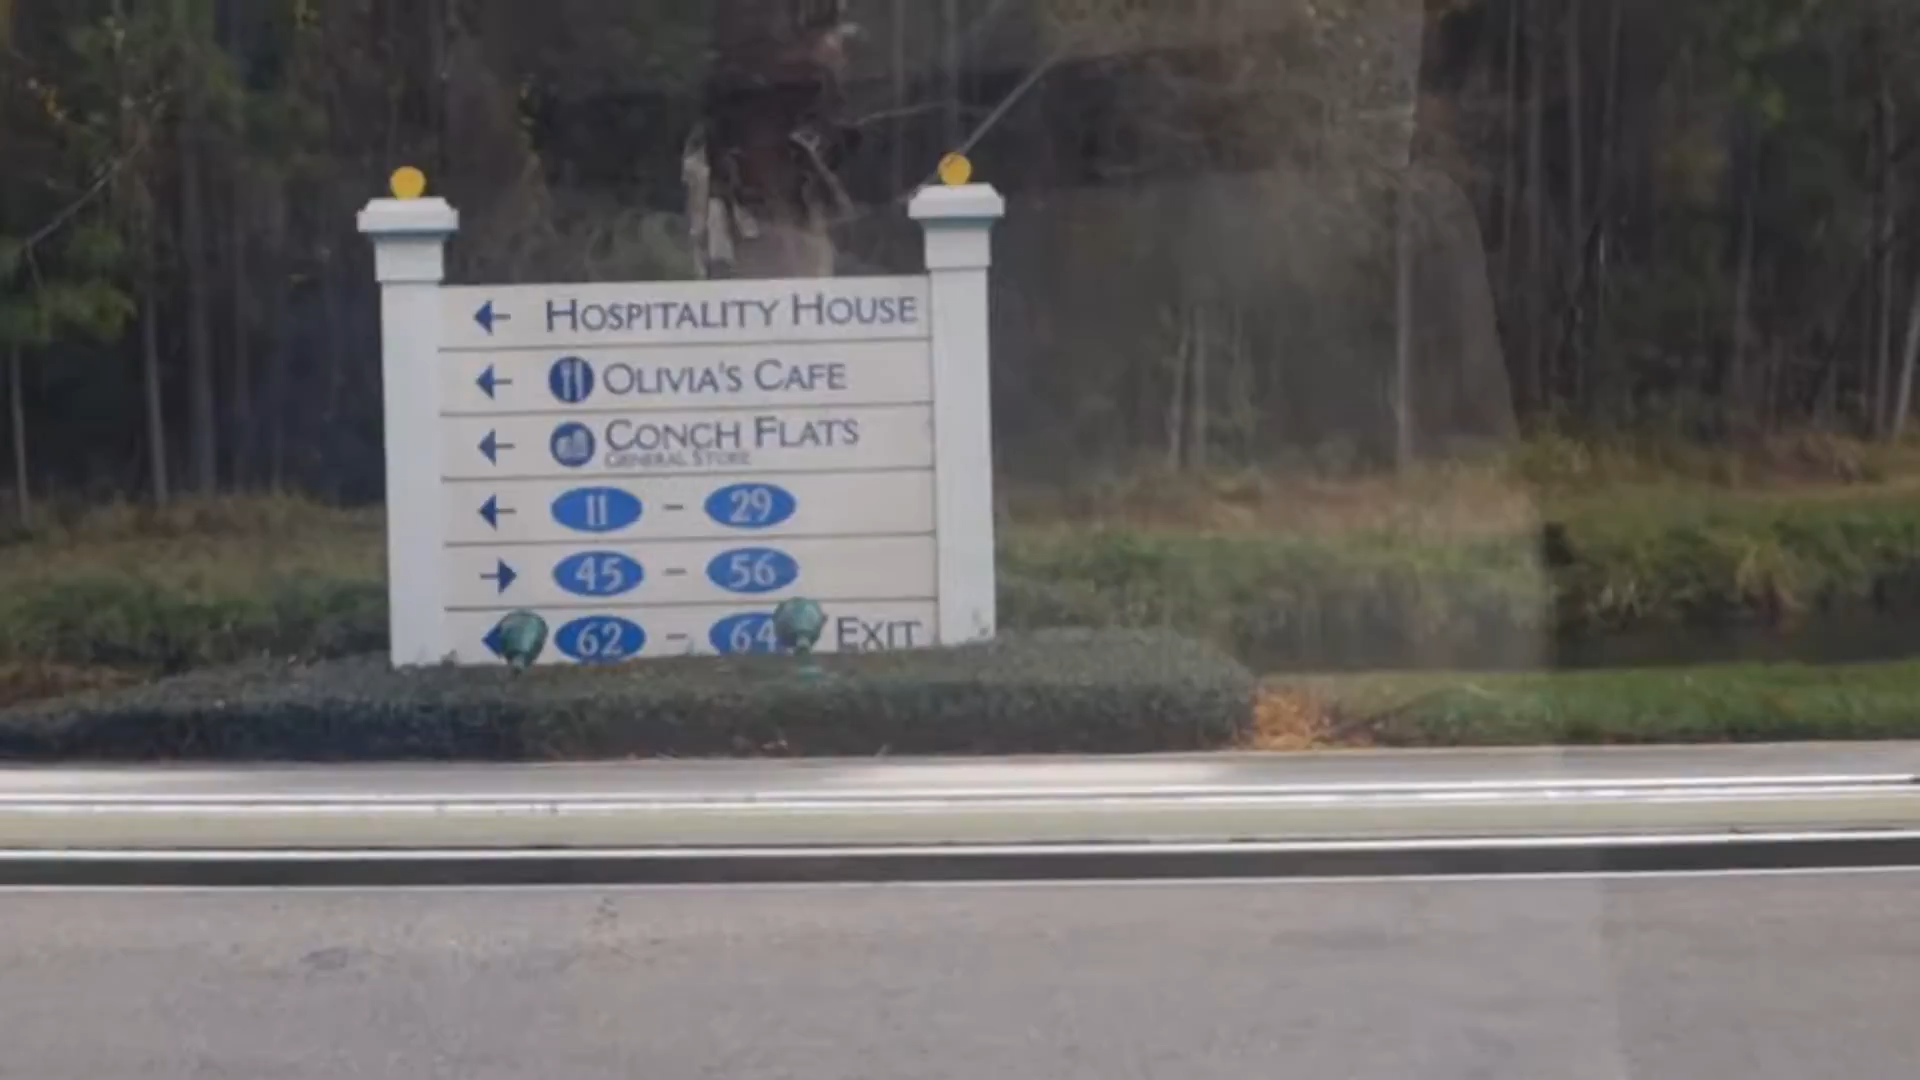 ← HOSPITALITY HOUSE
← OLIVIA'S CAFE
← CONCH FLATS
GENERAL STORE
← 11 – 29
→ 45 – 56
← 62 – 64 EXIT